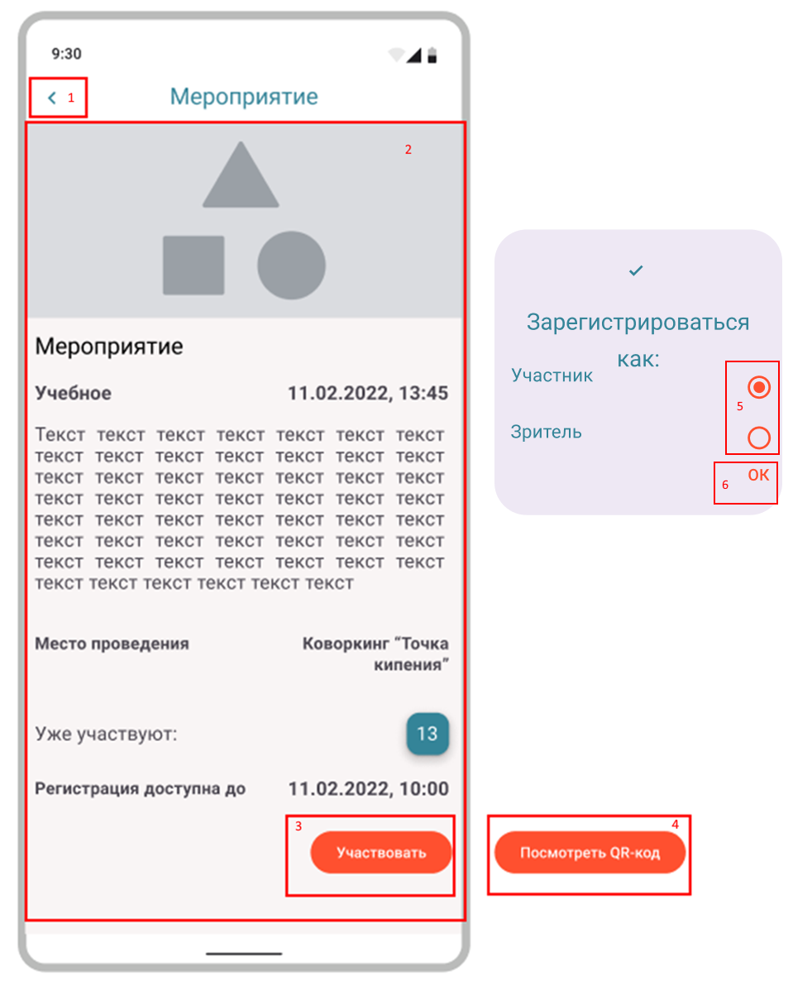 9:30
1
Мероприятие
2
Мероприятие
Учебное 11.02.2022, 13:45
Текст текст текст текст текст текст текст
текст текст текст текст текст текст текст
текст текст текст текст текст текст текст
текст текст текст текст текст текст текст
текст текст текст текст текст текст текст
текст текст текст текст текст текст текст
текст текст текст текст текст текст текст
текст текст текст текст текст текст
Место проведения Коворкинг “Точка
кипения”
Уже участвуют: 13
Регистрация доступна до 11.02.2022, 10:00
3
Участвовать
4
Посмотреть QR-код
Зарегистрироваться
как:
Участник
5
Зритель
6 ОК